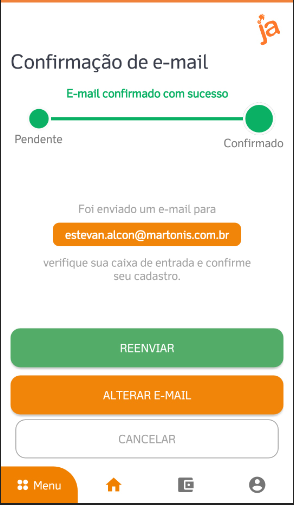 ja
Confirmação de e-mail
E-mail confirmado com sucesso
Pendente
Confirmado
Foi enviado um e-mail para
estevan.alcon@martonis.com.br
verifique sua caixa de entrada e confirme
seu cadastro.
REENVIAR
ALTERAR E-MAIL
CANCELAR
Menu